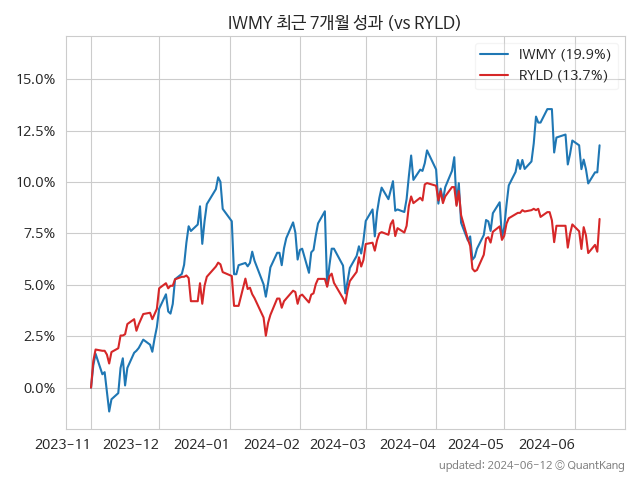 IWMY 최근 7개월 성과 (vs RYLD)
IWMY (19.9%)
RYLD (13.7%)
15.0%
12.5%
10.0%
7.5%
5.0%
2.5%
0.0%
2023-11 2023-12 2024-01 2024-02 2024-03 2024-04 2024-05 2024-06
updated: 2024-06-12 © QuantKang